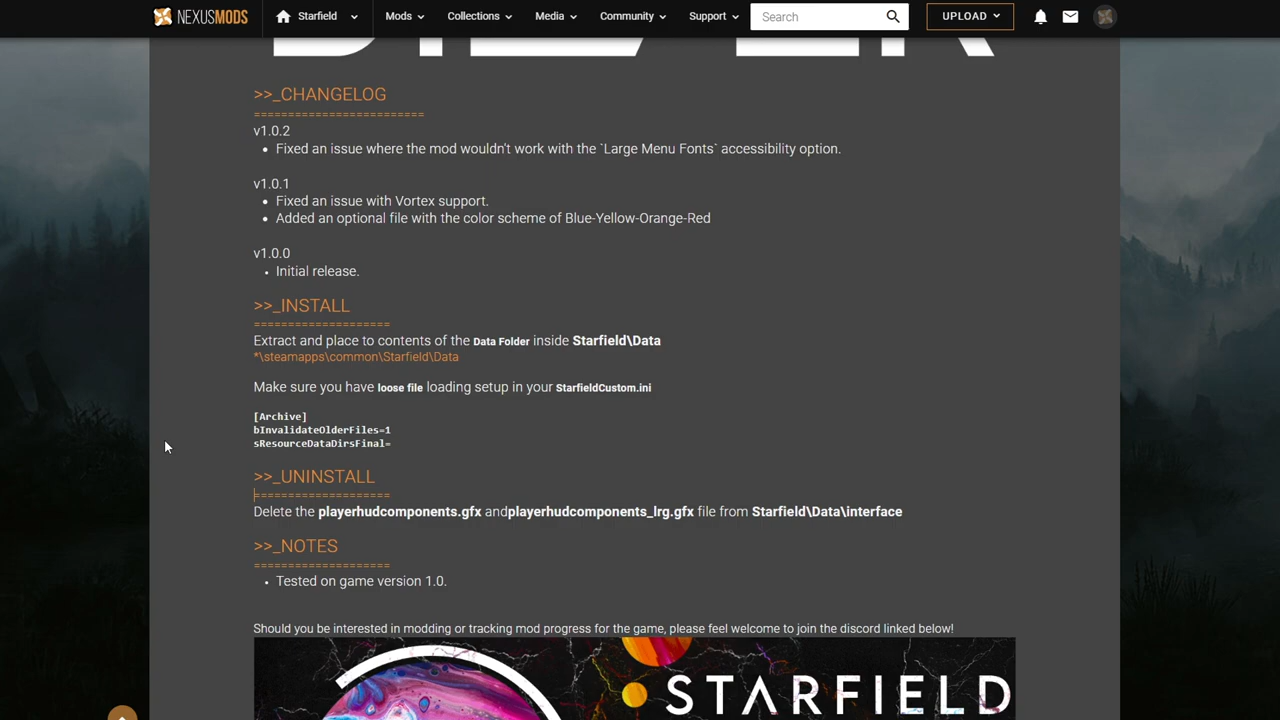 NEXUSMODS
Starfield
Mods
Collections
Media
Community
Support
Search
UPLOAD
>>_CHANGELOG
=========================
v1.0.2
• Fixed an issue where the mod wouldn't work with the `Large Menu Fonts` accessibility option.
v1.0.1
• Fixed an issue with Vortex support.
• Added an optional file with the color scheme of Blue-Yellow-Orange-Red
v1.0.0
• Initial release.
>>_INSTALL
====================
Extract and place to contents of the Data Folder inside Starfield\Data
*\steamapps\common\Starfield\Data
Make sure you have loose file loading setup in your StarfieldCustom.ini
[Archive]
bInvalidateOlderFiles=1
sResourceDataDirsFinal=
>>_UNINSTALL
====================
Delete the playerhudcomponents.gfx andplayerhudcomponents_lrg.gfx file from Starfield\Data\interface
>>_NOTES
====================
• Tested on game version 1.0.
Should you be interested in modding or tracking mod progress for the game, please feel welcome to join the discord linked below!
STARFIELD